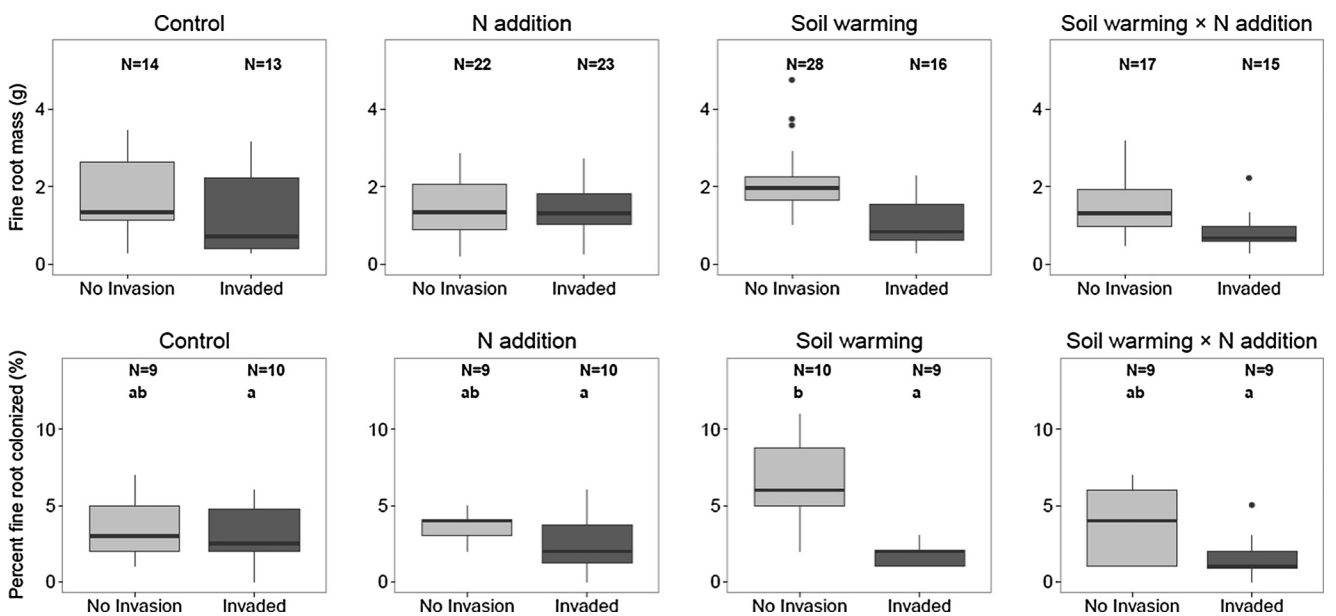 Control N addition Soil warming Soil warming × N addition
N=14 N=13 N=22 N=23 N=28 N=16 N=17 N=15
Fine root mass (g)
4 4 4 4
2 2 2 2
0 0 0 0
No Invasion Invaded No Invasion Invaded No Invasion Invaded No Invasion Invaded
Control N addition Soil warming Soil warming × N addition
N=9 N=10 N=9 N=10 N=10 N=9 N=9 N=9
ab a ab a b a ab a
Percent fine root colonized (%)
10 10 10 10
5 5 5 5
0 0 0 0
No Invasion Invaded No Invasion Invaded No Invasion Invaded No Invasion Invaded